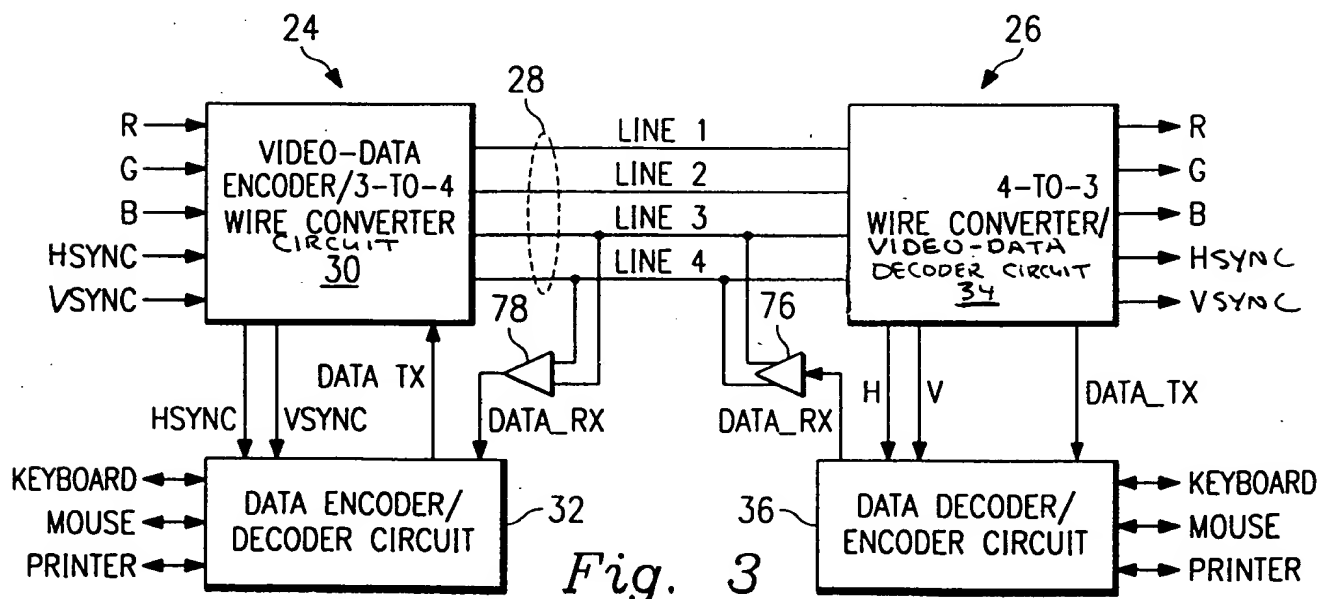 24
26
28
R
G
B
HSYNC
VSYNC
VIDEO-DATA
ENCODER/3-TO-4
WIRE CONVERTER
CIRCUIT
30
LINE 1
LINE 2
LINE 3
LINE 4
4-TO-3
WIRE CONVERTER/
VIDEO-DATA
DECODER CIRCUIT
34
R
G
B
HSYNC
VSYNC
78
76
HSYNC
VSYNC
DATA TX
DATA_RX
DATA_RX
H
V
DATA_TX
KEYBOARD
MOUSE
PRINTER
DATA ENCODER/
DECODER CIRCUIT
32
36
DATA DECODER/
ENCODER CIRCUIT
KEYBOARD
MOUSE
PRINTER
Fig. 3